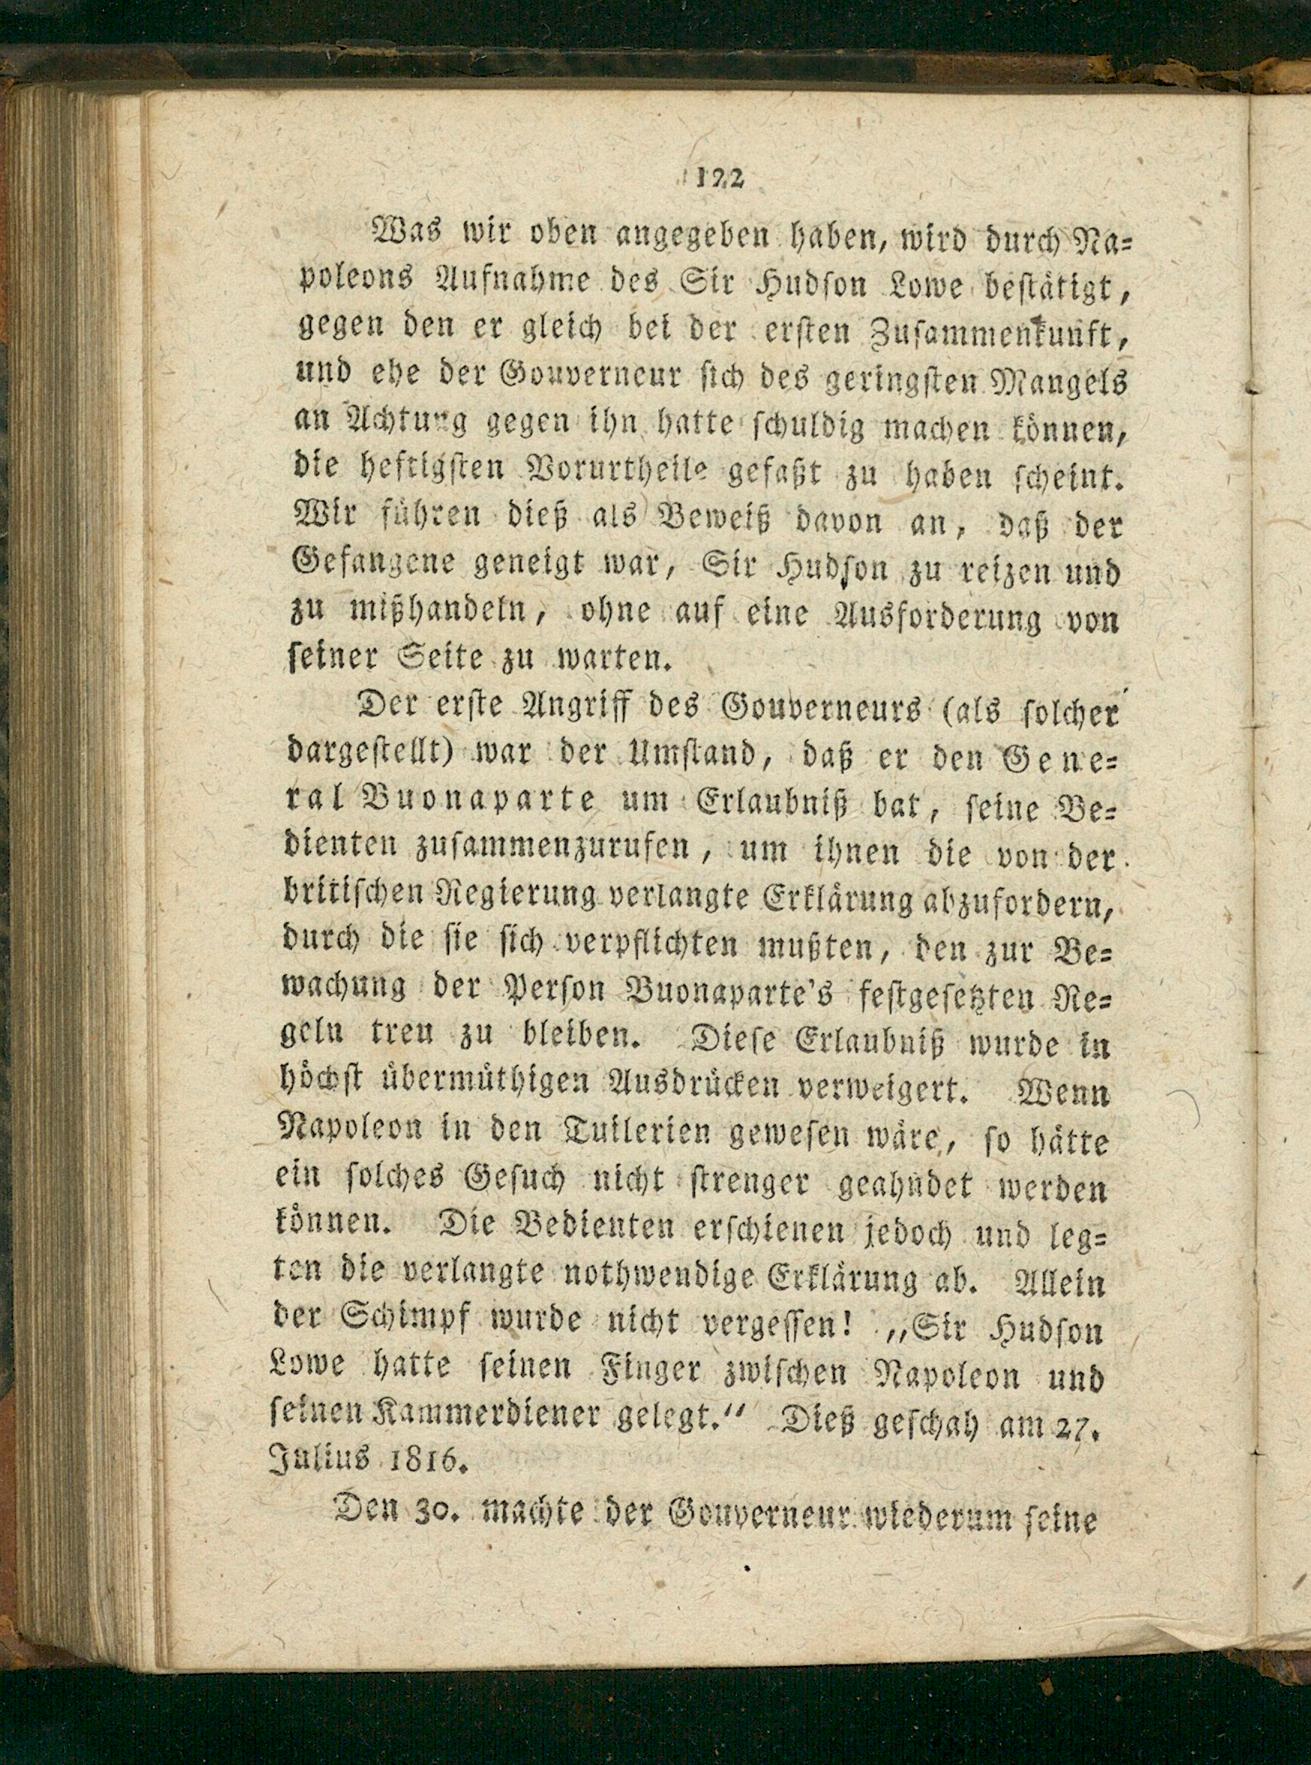 122
Was wir oben angegeben haben, wird durch Na=
poleons Aufnahme des Sir Hudson Lowe bestätigt,
gegen den er gleich bei der ersten Zusammenkunft,
und ehe der Gouverneur sich des geringsten Mangels
an Achtung gegen ihn hatte schuldig machen können,
die heftigsten Vorurtheile gefaßt zu haben scheint.
Wir führen dieß als Beweiß davon an, daß der
Gefangene geneigt war, Sir Hudson zu reizen und
zu mißhandeln, ohne auf eine Ausforderung von
seiner Seite zu warten.
Der erste Angriff des Gouverneurs (als solcher
dargestellt) war der Umstand, daß er den Gene=
ral Buonaparte um Erlaubniß bat, seine Be=
dienten zusammenzurufen, um ihnen die von der
britischen Regierung verlangte Erklärung abzufordern,
durch die sie sich verpflichten mußten, den zur Be=
wachung der Person Buonaparte's festgesetzten Re=
geln treu zu bleiben. Diese Erlaubniß wurde in
höchst übermüthigen Ausdrücken verweigert. Wenn
Napoleon in den Tuilerien gewesen wäre, so hätte
ein solches Gesuch nicht strenger geahndet werden
können. Die Bedienten erschienen jedoch und leg=
ten die verlangte nothwendige Erklärung ab. Allein
der Schimpf wurde nicht vergessen! „Sir Hudson
Lowe hatte seinen Finger zwischen Napoleon und
seinen Kammerdiener gelegt.“ Dieß geschah am 27.
Julius 1816.
Den 30. machte der Gouverneur wiederum seine